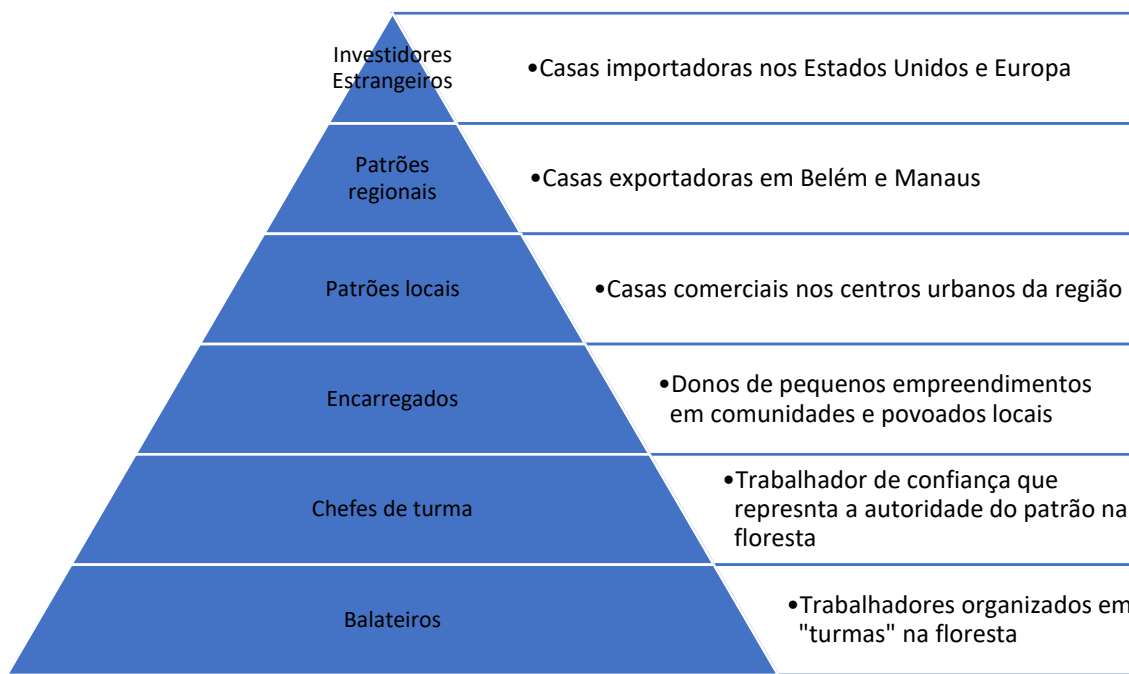 Investidores
Estrangeiros
•Casas importadoras nos Estados Unidos e Europa
Patrões
regionais
•Casas exportadoras em Belém e Manaus
Patrões locais
•Casas comerciais nos centros urbanos da região
Encarregados
•Donos de pequenos empreendimentos
em comunidades e povoados locais
Chefes de turma
•Trabalhador de confiança que
represnta a autoridade do patrão na
floresta
Balateiros
•Trabalhadores organizados em
"turmas" na floresta